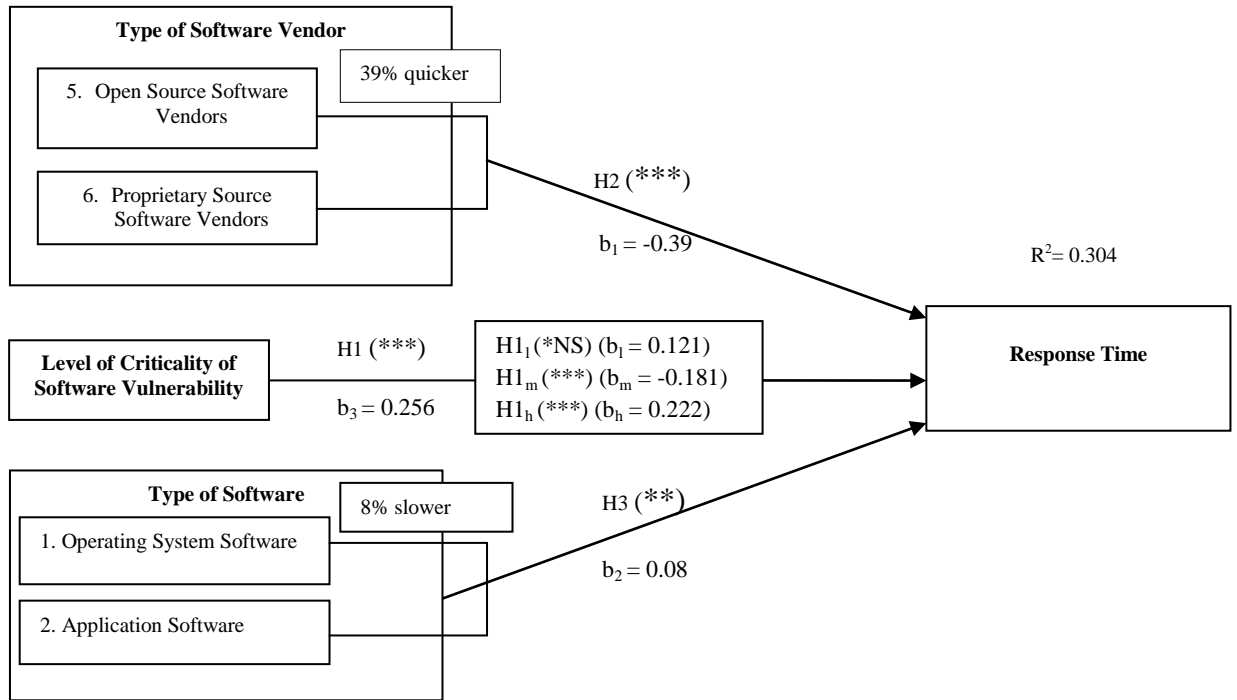 Type of Software Vendor
39% quicker
5. Open Source Software
Vendors
6. Proprietary Source
Software Vendors
H2 (***)
b1 = -0.39
R2= 0.304
Level of Criticality of
Software Vulnerability
H1 (***)
b3 = 0.256
H1l (*NS) (bl = 0.121)
H1m (***) (bm = -0.181)
H1h (***) (bh = 0.222)
Response Time
Type of Software
8% slower
1. Operating System Software
2. Application Software
H3 (**)
b2 = 0.08